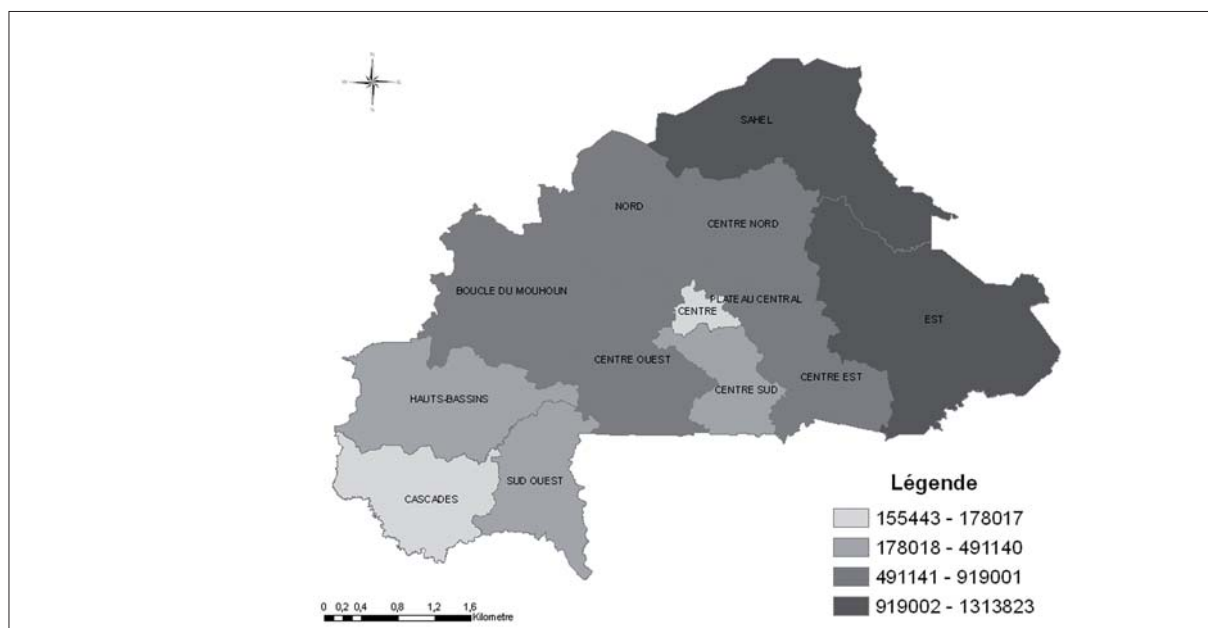 SAHEL
NORD
CENTRE NORD
BOUCLE DU MOUHOUN
PLATEAU CENTRAL
CENTRE
EST
CENTRE OUEST
CENTRE EST
CENTRE SUD
HAUTS-BASSINS
SUD OUEST
CASCADES
Légende
155443 - 178017
178018 - 491140
491141 - 919001
919002 - 1313823
0 0,2 0,4 0,8 1,2 1,6
Kilometre